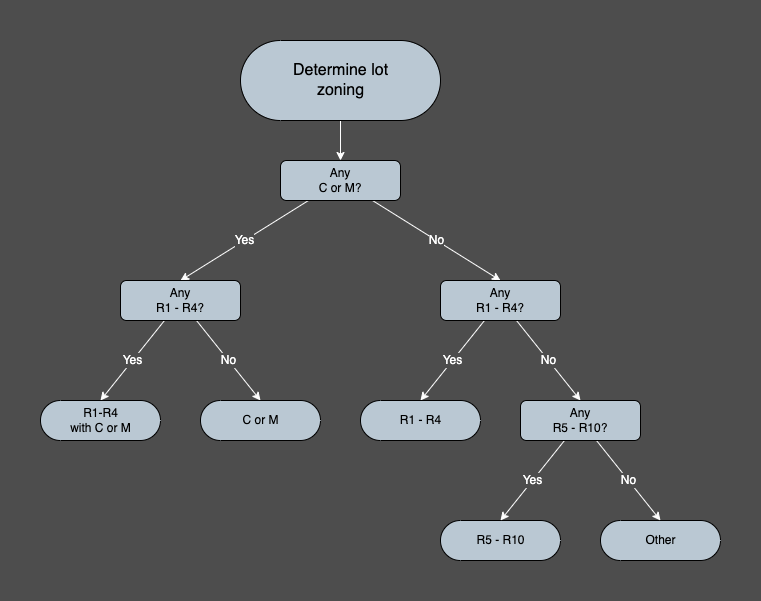 Determine lot
zoning
Any
C or M?
Yes
No
Any
R1 - R4?
Any
R1 - R4?
Yes
No
Yes
No
R1-R4
with C or M
C or M
R1 - R4
Any
R5 - R10?
Yes
No
R5 - R10
Other